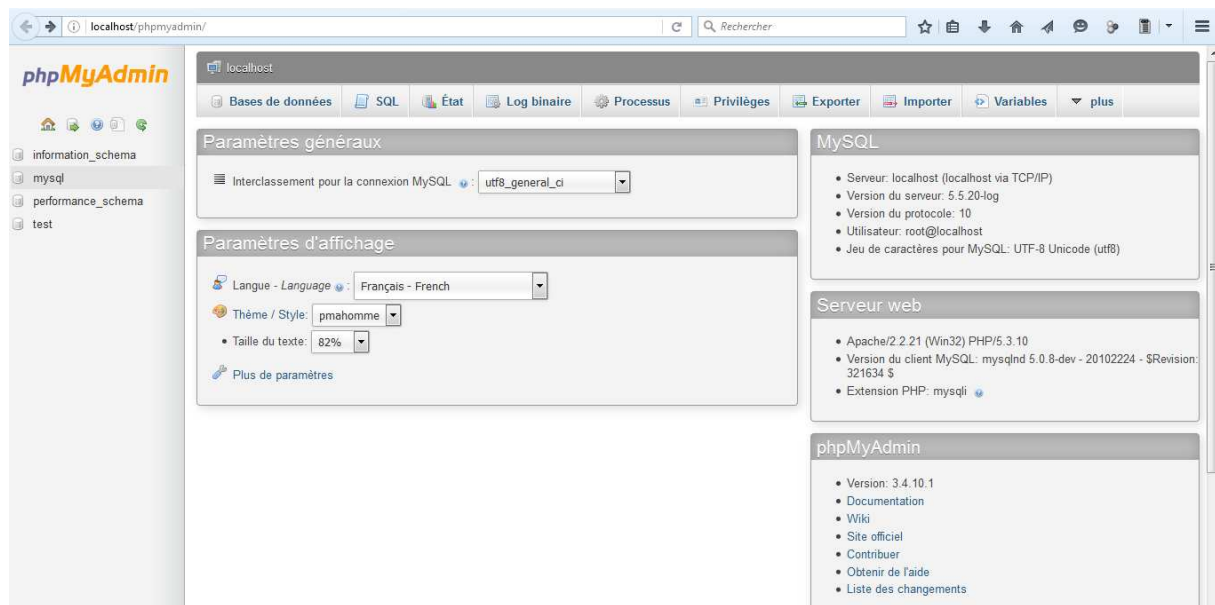 localhost/phpmyadmin/
Rechercher
phpMyAdmin
information_schema
mysql
performance_schema
test
localhost
Bases de données
SQL
État
Log binaire
Processus
Privilèges
Exporter
Importer
Variables
plus
Paramètres généraux
Interclassement pour la connexion MySQL : utf8_general_ci
Paramètres d'affichage
Langue - Language : Français - French
Thème / Style: pmahomme
• Taille du texte: 82%
Plus de paramètres
MySQL
• Serveur: localhost (localhost via TCP/IP)
• Version du serveur: 5.5.20-log
• Version du protocole: 10
• Utilisateur: root@localhost
• Jeu de caractères pour MySQL: UTF-8 Unicode (utf8)
Serveur web
• Apache/2.2.21 (Win32) PHP/5.3.10
• Version du client MySQL: mysqlnd 5.0.8-dev - 20102224 - $Revision:
321634 $
• Extension PHP: mysqli
phpMyAdmin
• Version: 3.4.10.1
• Documentation
• Wiki
• Site officiel
• Contribuer
• Obtenir de l'aide
• Liste des changements